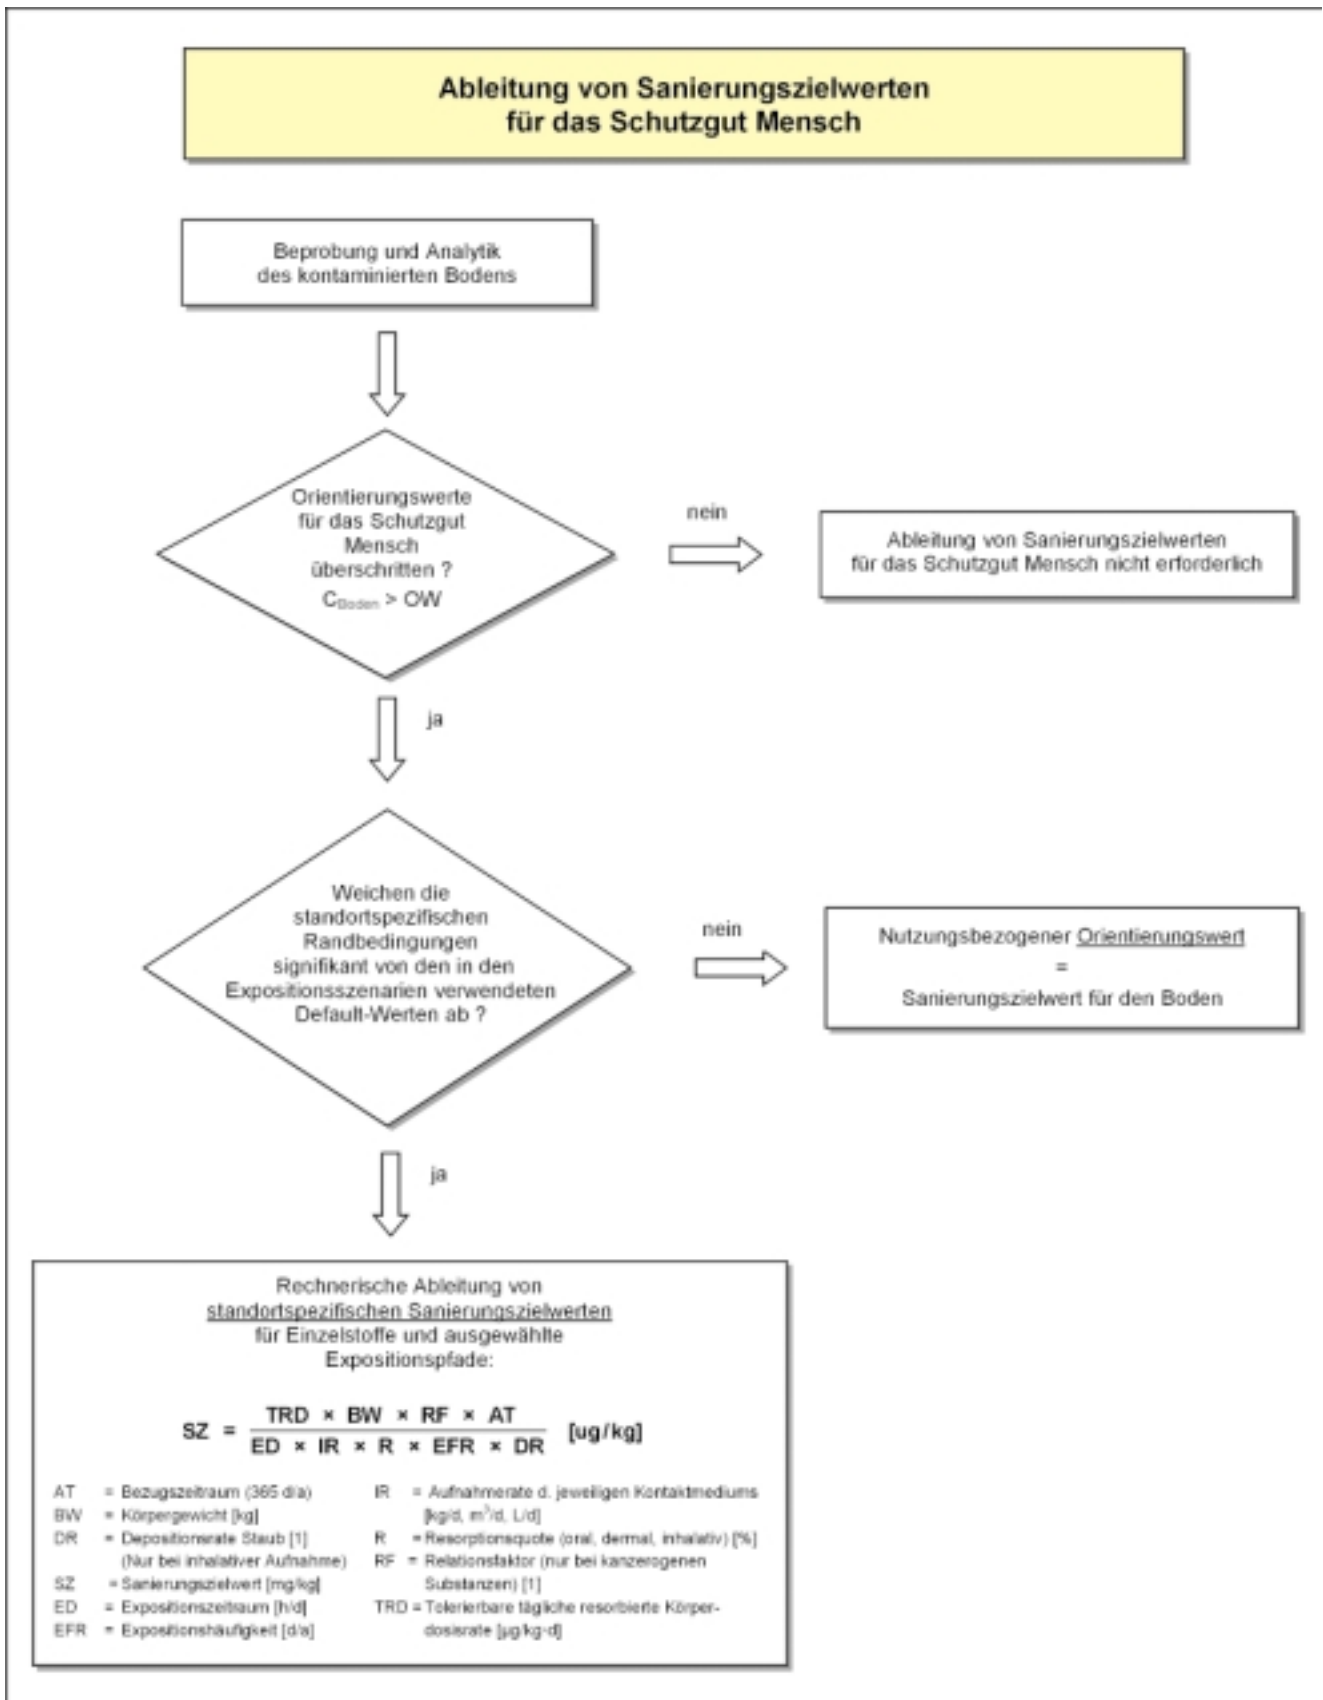 Ableitung von Sanierungszielwerten
für das Schutzgut Mensch
Beprobung und Analytik
des kontaminierten Bodens
Orientierungswerte
für das Schutzgut
Mensch
überschritten ?
C_Boden > OW
nein
Ableitung von Sanierungszielwerten
für das Schutzgut Mensch nicht erforderlich
ja
Weichen die
standortspezifischen
Randbedingungen
signifikant von den in den
Expositionsszenarien verwendeten
Default-Werten ab ?
nein
Nutzungsbezogener Orientierungswert
=
Sanierungszielwert für den Boden
ja
Rechnerische Ableitung von
standortspezifischen Sanierungszielwerten
für Einzelstoffe und ausgewählte
Expositionspfade:
TRD × BW × RF × AT
SZ = [ug/kg]
ED × IR × R × EFR × DR
AT = Bezugszeitraum (365 d/a)
BW = Körpergewicht [kg]
DR = Depositionsrate Staub [1]
(Nur bei inhalativer Aufnahme)
SZ = Sanierungszielwert [mg/kg]
ED = Expositionszeitraum [h/d]
EFR = Expositionshäufigkeit [d/a]
IR = Aufnahmerate d. jeweiligen Kontaktmediums
[kg/d, m³/d, L/d]
R = Resorptionsquote (oral, dermal, inhalativ) [%]
RF = Relationsfaktor (nur bei kanzerogenen
Substanzen) [1]
TRD = Tolerierbare tägliche resorbierte Körper-
dosisrate [µg/kg-d]